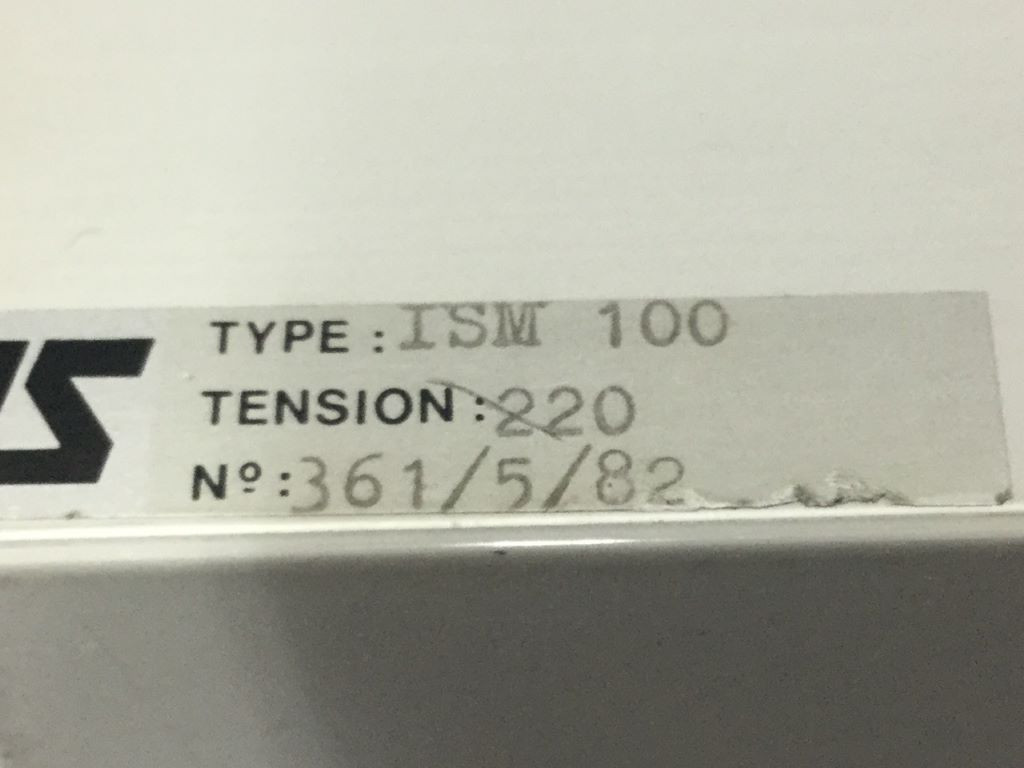 TYPE : ISM 100
TENSION : 220
Nº : 361/5/82